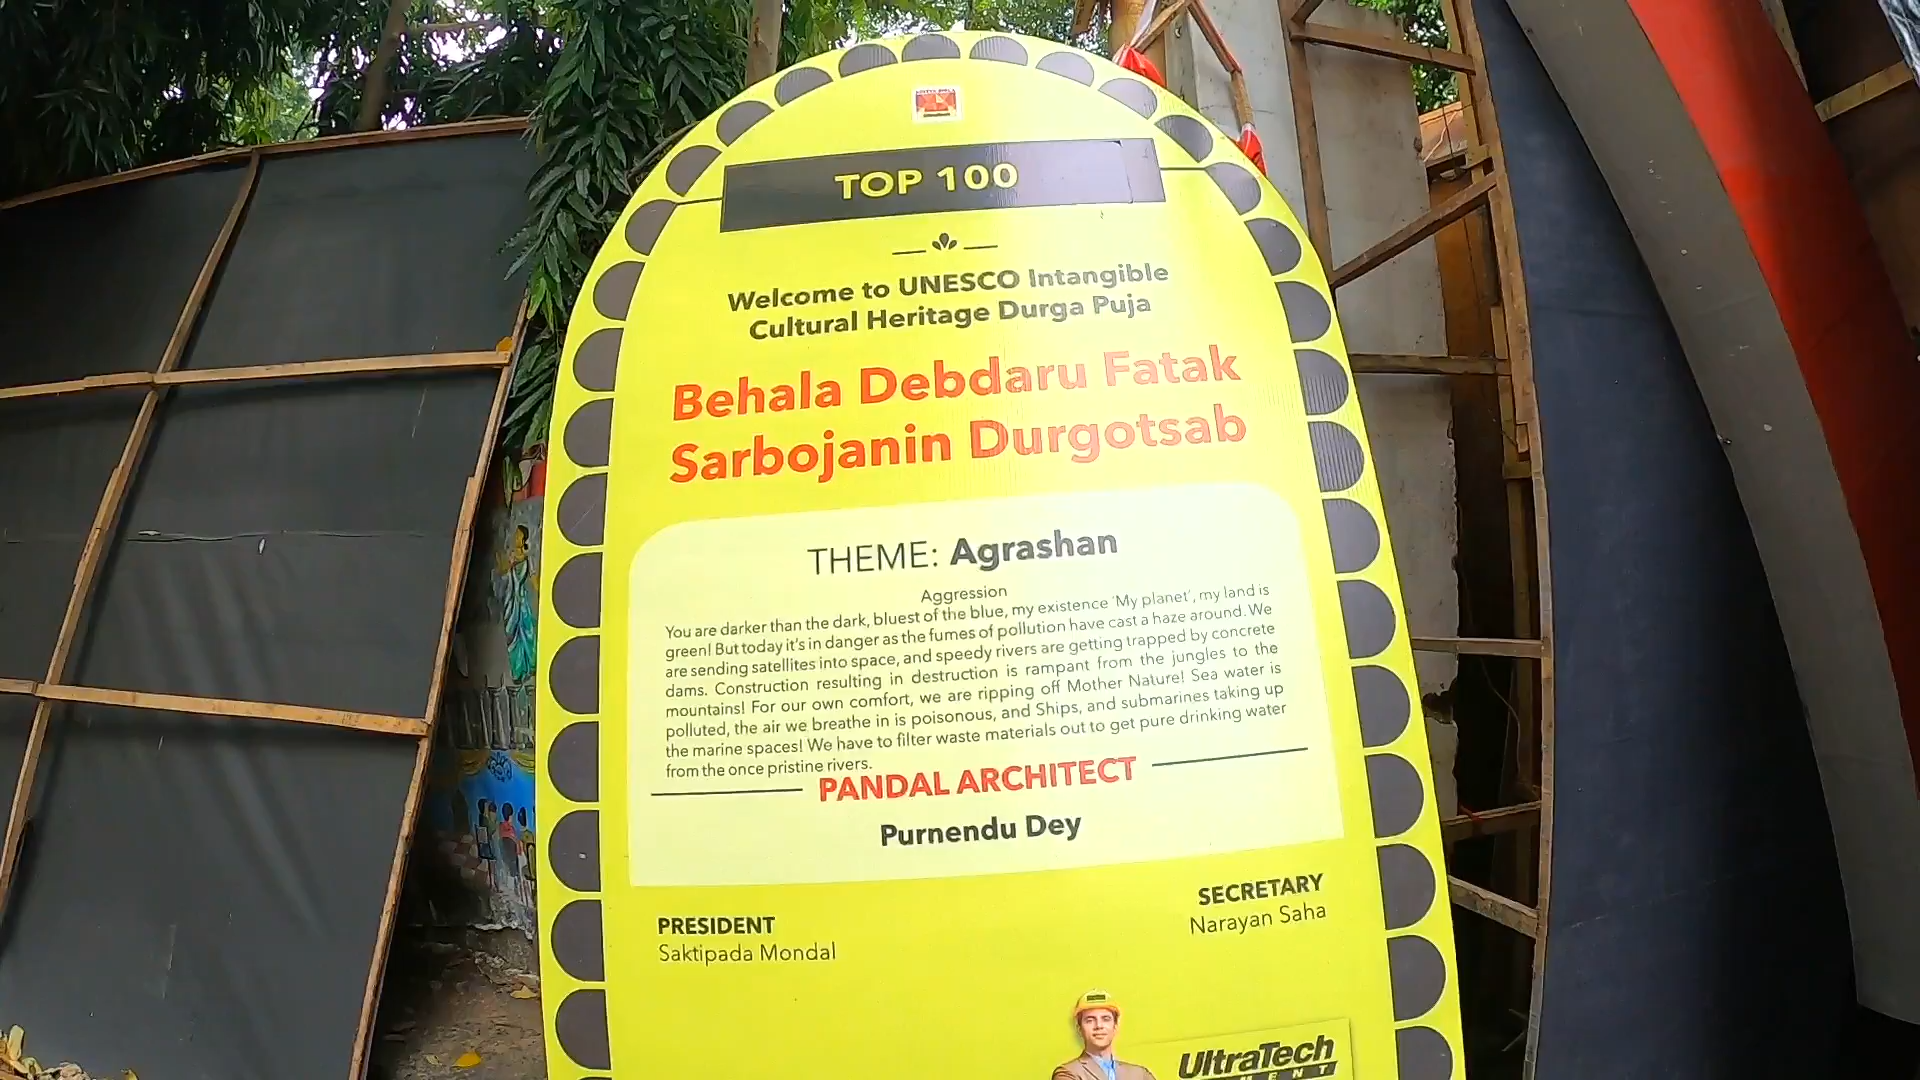 TOP 100
Welcome to UNESCO Intangible
Cultural Heritage Durga Puja
Behala Debdaru Fatak
Sarbojanin Durgotsab
THEME: Agrashan
Aggression
You are darker than the dark, bluest of the blue, my existence 'My planet', my land is
green! But today it's in danger as the fumes of pollution have cast a haze around. We
are sending satellites into space, and speedy rivers are getting trapped by concrete
dams. Construction resulting in destruction is rampant from the jungles to the
mountains! For our own comfort, we are ripping off Mother Nature! Sea water is
polluted, the air we breathe in is poisonous, and Ships, and submarines taking up
the marine spaces! We have to filter waste materials out to get pure drinking water
from the once pristine rivers.
PANDAL ARCHITECT
Purnendu Dey
SECRETARY
Narayan Saha
PRESIDENT
Saktipada Mondal
UltraTech